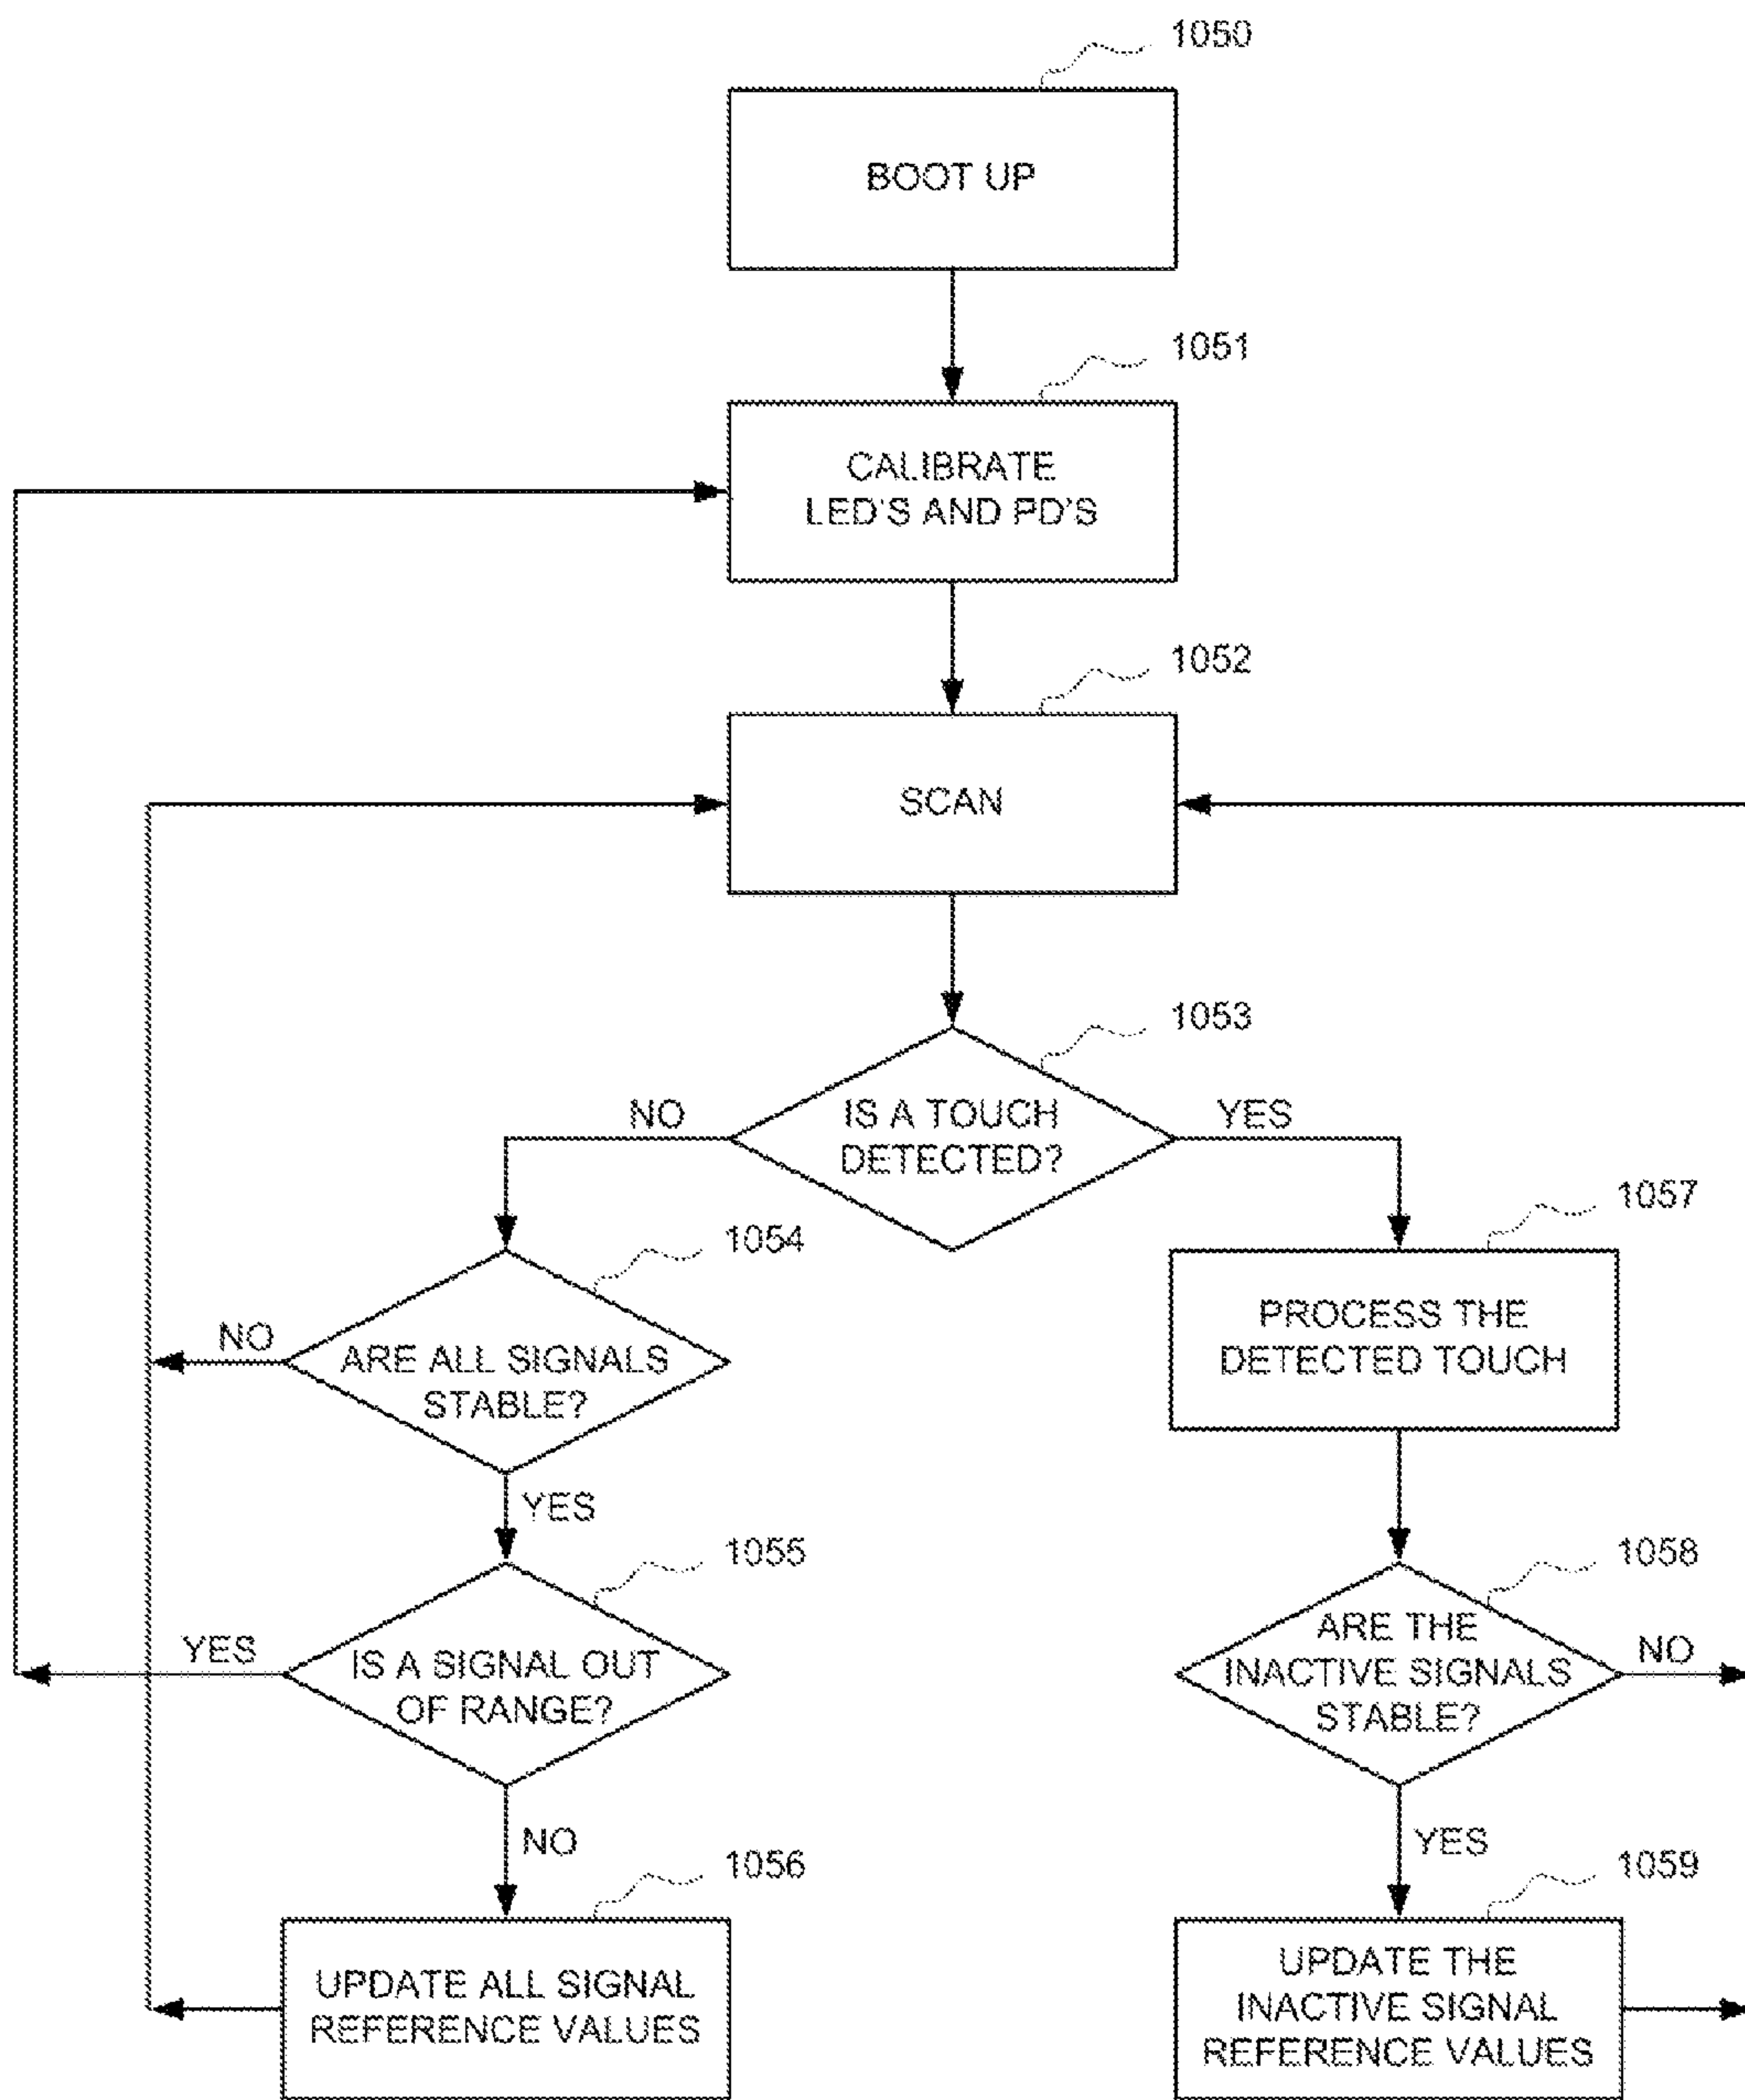 1050
BOOT UP
1051
CALIBRATE
LED'S AND PD'S
1052
SCAN
1053
IS A TOUCH
DETECTED?
NO
YES
1054
ARE ALL SIGNALS
STABLE?
NO
YES
1057
PROCESS THE
DETECTED TOUCH
1055
IS A SIGNAL OUT
OF RANGE?
YES
NO
1058
ARE THE
INACTIVE SIGNALS
STABLE?
NO
YES
1056
UPDATE ALL SIGNAL
REFERENCE VALUES
1059
UPDATE THE
INACTIVE SIGNAL
REFERENCE VALUES